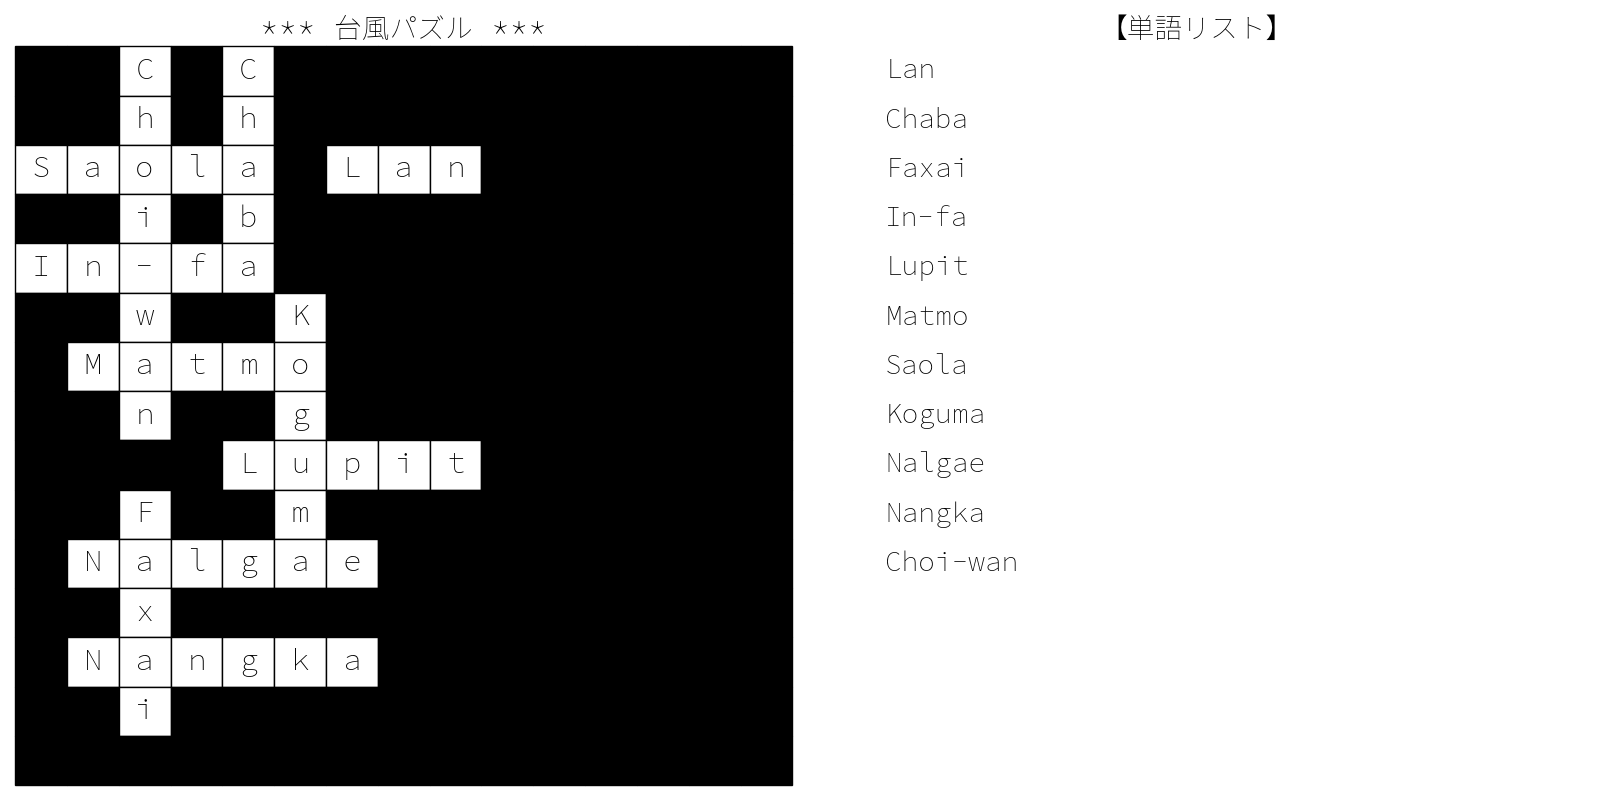 *** 台風パズル ***
C C
h h
S a o l a L a n
i b
I n - f a
w K
M a t m o
n g
L u p i t
F m
N a l g a e
x
N a n g k a
i
【単語リスト】
Lan
Chaba
Faxai
In-fa
Lupit
Matmo
Saola
Koguma
Nalgae
Nangka
Choi-wan